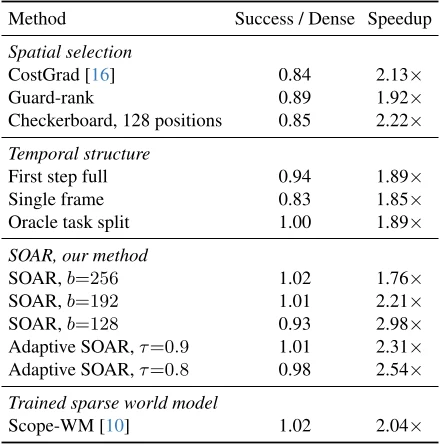 Method Success / Dense Speedup
Spatial selection
CostGrad [16] 0.84 2.13×
Guard-rank 0.89 1.92×
Checkerboard, 128 positions 0.85 2.22×
Temporal structure
First step full 0.94 1.89×
Single frame 0.83 1.85×
Oracle task split 1.00 1.89×
SOAR, our method
SOAR, b=256 1.02 1.76×
SOAR, b=192 1.01 2.21×
SOAR, b=128 0.93 2.98×
Adaptive SOAR, τ=0.9 1.01 2.31×
Adaptive SOAR, τ=0.8 0.98 2.54×
Trained sparse world model
Scope-WM [10] 1.02 2.04×